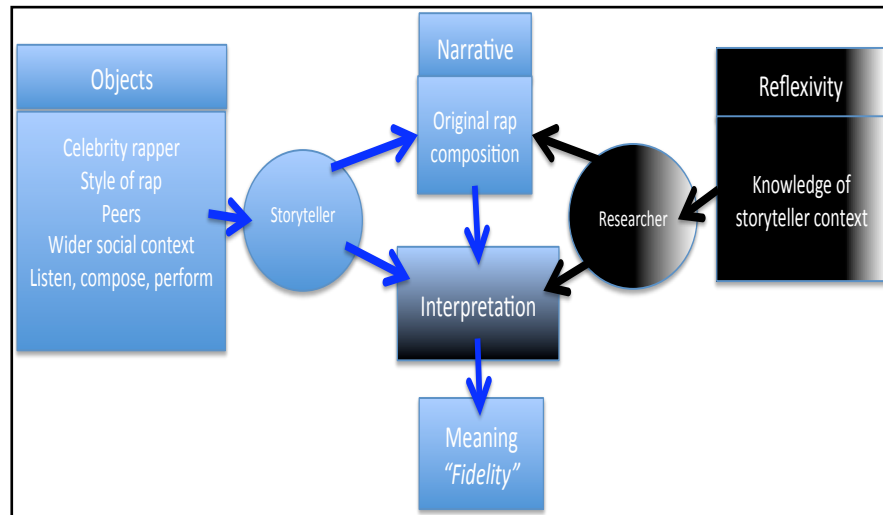 Objects
Celebrity rapper
Style of rap
Peers
Wider social context
Listen, compose, perform
Storyteller
Narrative
Original rap
composition
Interpretation
Meaning
“Fidelity”
Researcher
Reflexivity
Knowledge of
storyteller context